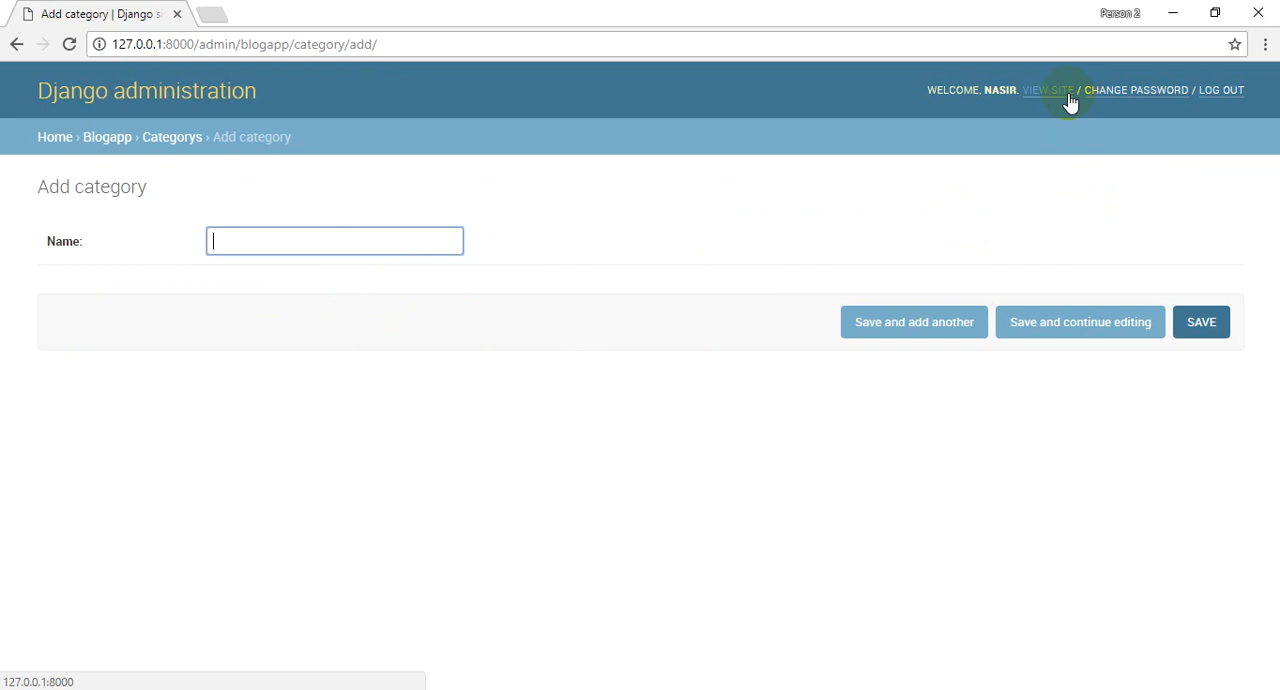 Add category | Django s
Person 2
127.0.0.1:8000/admin/blogapp/category/add/
Django administration
WELCOME, NASIR. VIEW SITE / CHANGE PASSWORD / LOG OUT
Home › Blogapp › Categorys › Add category
Add category
Name:
Save and add another
Save and continue editing
SAVE
127.0.0.1:8000